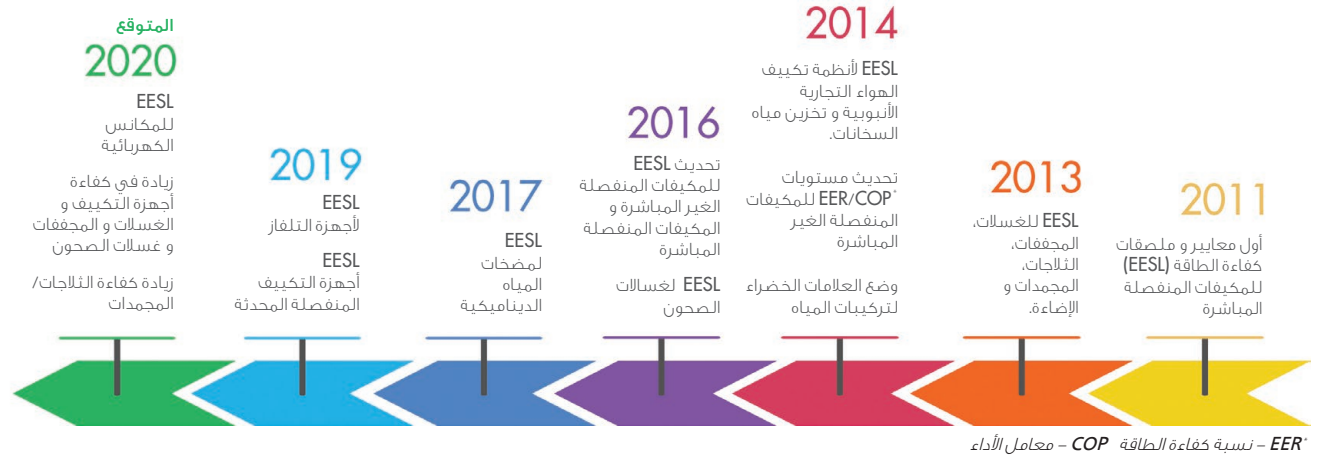 2011
أول معايير و ملصقات
كفاءة الطاقة (EESL)
للمكيفات المنفصلة
المباشرة
2013
EESL للغسلات،
المجففات،
الثلاجات،
المجمدات و
الإضاءة.
2014
EESL لأنظمة تكييف
الهواء التجارية
الأنبوبية و تخزين مياه
السخانات.
تحديث مستويات
*EER/COP للمكيفات
المنفصلة الغير
المباشرة
وضع العلامات الخضراء
لتركيبات المياه
2016
تحديث EESL
للمكيفات المنفصلة
الغير المباشرة و
المكيفات المنفصلة
المباشرة
EESL لغسالات
الصحون
2017
EESL
لمضخات
المياه
الديناميكية
2019
EESL
لأجهزة التلفاز
EESL
أجهزة التكييف
المنفصلة المحدثة
المتوقع
2020
EESL
للمكانس
الكهربائية
زيادة في كفاءة
أجهزة التكييف و
الغسلات و المجففات
و غسلات الصحون
زيادة كفاءة الثلاجات/
المجمدات
*EER – نسبة كفاءة الطاقة COP – معامل الأداء